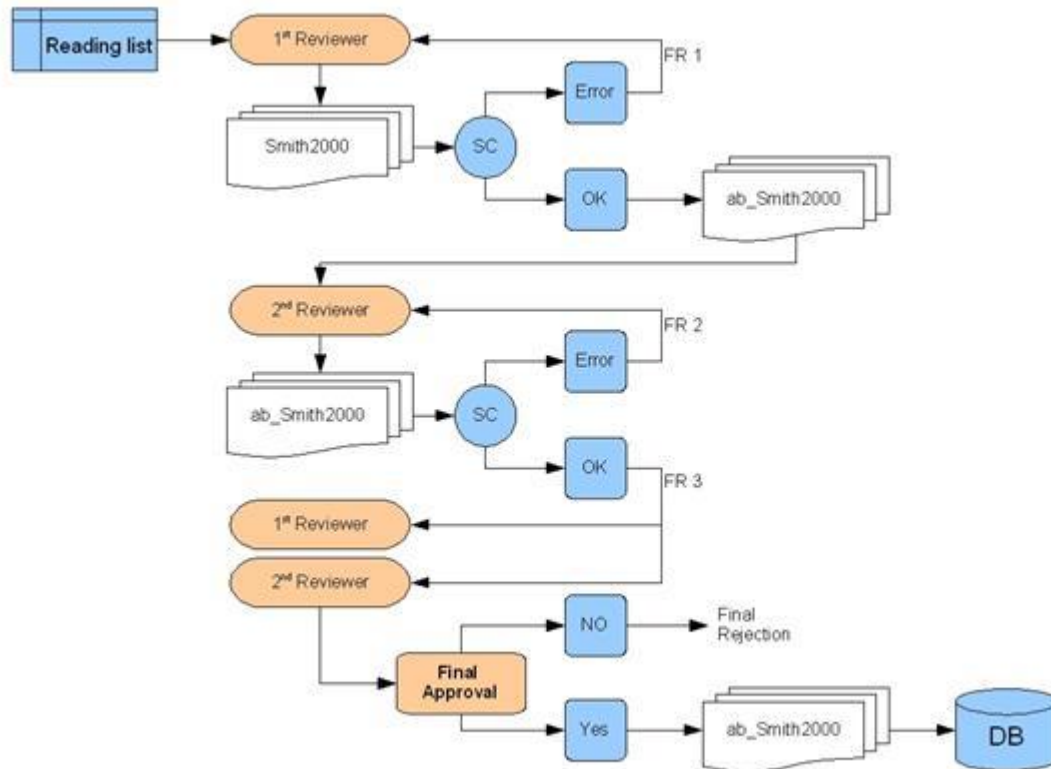 Reading list
1st Reviewer
FR 1
Error
Smith2000
SC
OK
ab_Smith2000
2nd Reviewer
FR 2
Error
ab_Smith2000
SC
OK
FR 3
1st Reviewer
2nd Reviewer
NO
Final
Rejection
Final
Approval
Yes
ab_Smith2000
DB